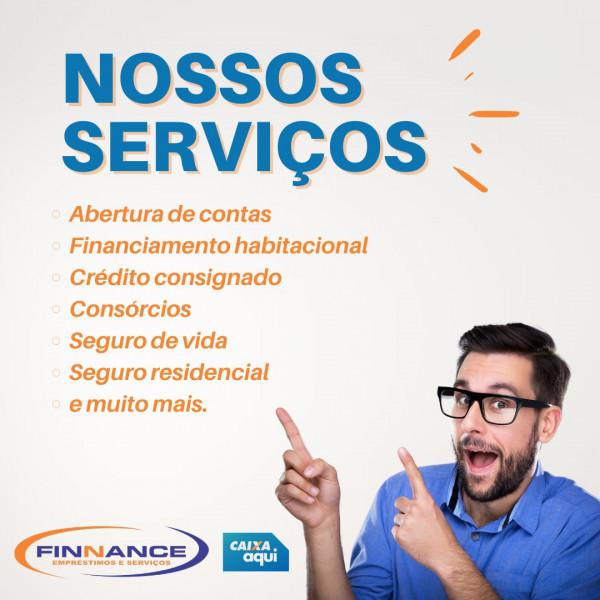 NOSSOS
SERVIÇOS
Abertura de contas
Financiamento habitacional
Crédito consignado
Consórcios
Seguro de vida
Seguro residencial
e muito mais.
FINNANCE
EMPRÉSTIMOS E SERVIÇOS
CAIXA
aqui